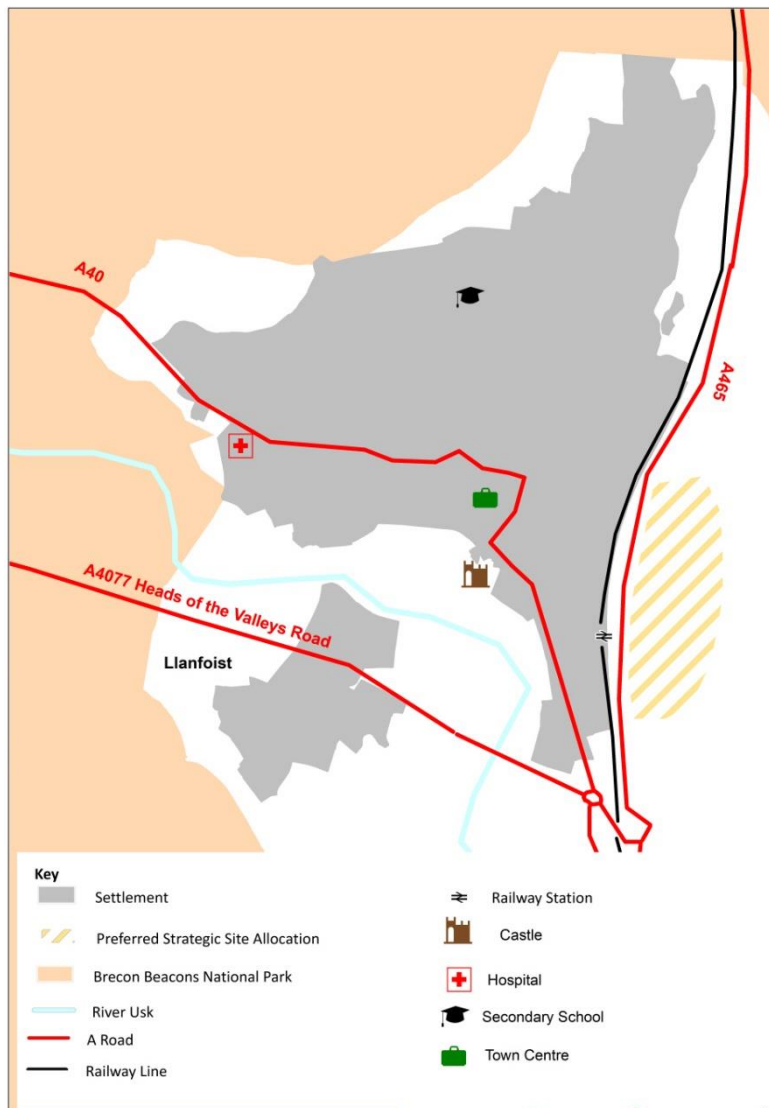 A40
A465
A4077 Heads of the Valleys Road
Llanfoist
Key
Settlement
Preferred Strategic Site Allocation
Brecon Beacons National Park
River Usk
A Road
Railway Line
Railway Station
Castle
Hospital
Secondary School
Town Centre